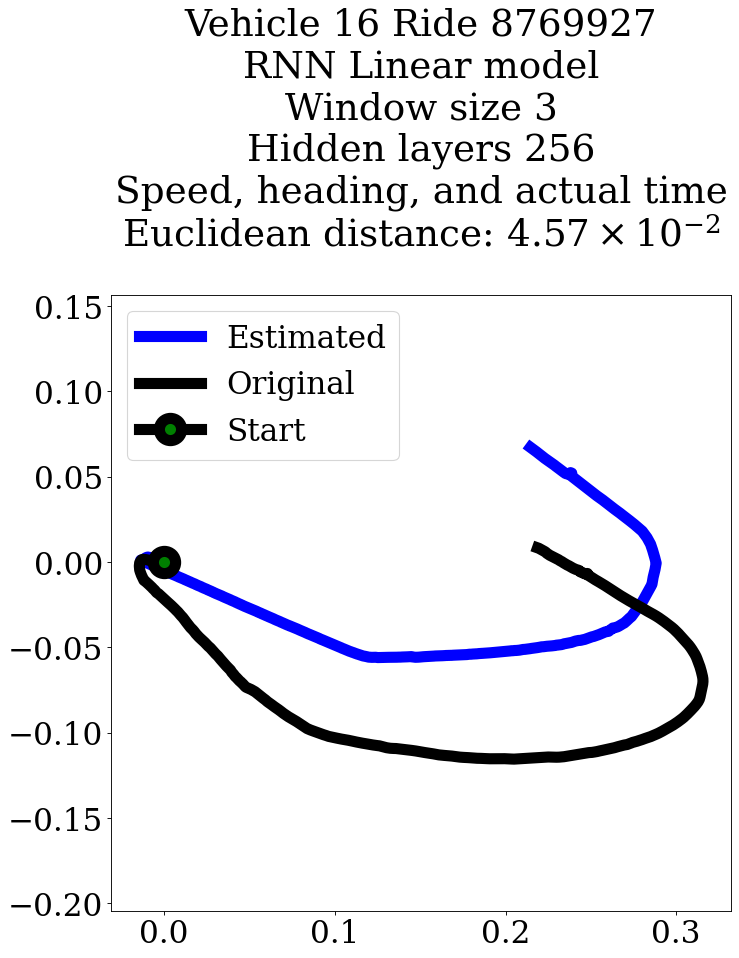 Vehicle 16 Ride 8769927
RNN Linear model
Window size 3
Hidden layers 256
Speed, heading, and actual time
Euclidean distance: 4.57 × 10⁻²
Estimated
Original
Start
0.15
0.10
0.05
0.00
−0.05
−0.10
−0.15
−0.20
0.0 0.1 0.2 0.3